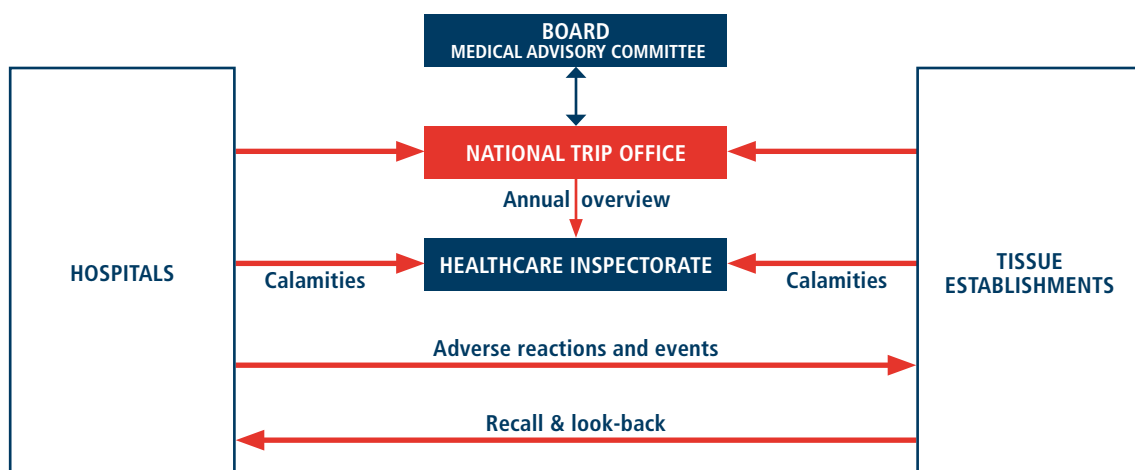 BOARD
MEDICAL ADVISORY COMMITTEE
NATIONAL TRIP OFFICE
Annual overview
HOSPITALS
Calamities
HEALTHCARE INSPECTORATE
Calamities
TISSUE
ESTABLISHMENTS
Adverse reactions and events
Recall & look-back